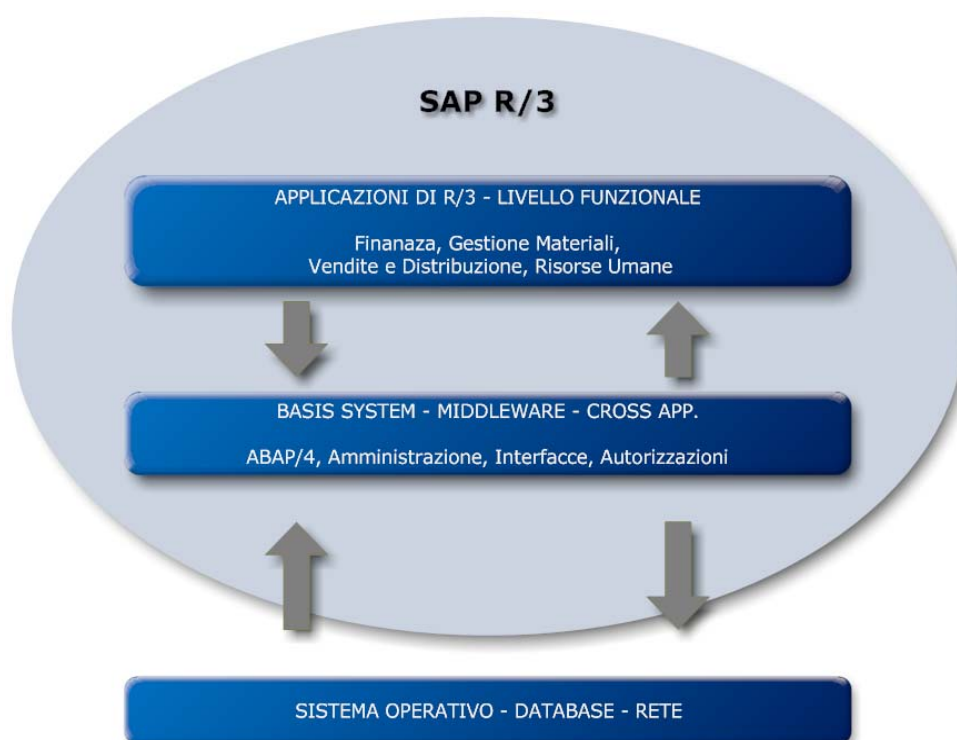 SAP R/3
APPLICAZIONI DI R/3 - LIVELLO FUNZIONALE
Finanaza, Gestione Materiali,
Vendite e Distribuzione, Risorse Umane
BASIS SYSTEM - MIDDLEWARE - CROSS APP.
ABAP/4, Amministrazione, Interfacce, Autorizzazioni
SISTEMA OPERATIVO - DATABASE - RETE